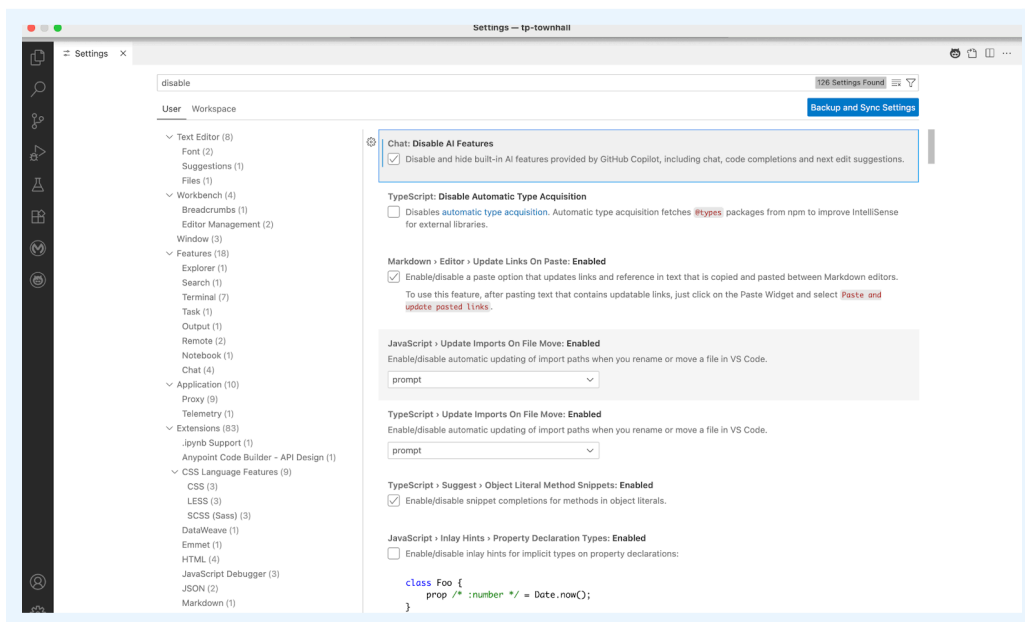 Settings — tp-townhall
Settings
disable
126 Settings Found
User
Workspace
Backup and Sync Settings
Text Editor (8)
Font (2)
Suggestions (1)
Files (1)
Workbench (4)
Breadcrumbs (1)
Editor Management (2)
Window (3)
Features (18)
Explorer (1)
Search (1)
Terminal (7)
Task (1)
Output (1)
Remote (2)
Notebook (1)
Chat (4)
Application (10)
Proxy (9)
Telemetry (1)
Extensions (83)
.ipynb Support (1)
Anypoint Code Builder - API Design (1)
CSS Language Features (9)
CSS (3)
LESS (3)
SCSS (Sass) (3)
DataWeave (1)
Emmet (1)
HTML (4)
JavaScript Debugger (3)
JSON (2)
Markdown (1)
Chat: Disable AI Features
Disable and hide built-in AI features provided by GitHub Copilot, including chat, code completions and next edit suggestions.
TypeScript: Disable Automatic Type Acquisition
Disables automatic type acquisition. Automatic type acquisition fetches @types packages from npm to improve IntelliSense
for external libraries.
Markdown › Editor › Update Links On Paste: Enabled
Enable/disable a paste option that updates links and reference in text that is copied and pasted between Markdown editors.
To use this feature, after pasting text that contains updatable links, just click on the Paste Widget and select Paste and
update pasted links.
JavaScript › Update Imports On File Move: Enabled
Enable/disable automatic updating of import paths when you rename or move a file in VS Code.
prompt
TypeScript › Update Imports On File Move: Enabled
Enable/disable automatic updating of import paths when you rename or move a file in VS Code.
prompt
TypeScript › Suggest › Object Literal Method Snippets: Enabled
Enable/disable snippet completions for methods in object literals.
JavaScript › Inlay Hints › Property Declaration Types: Enabled
Enable/disable inlay hints for implicit types on property declarations:
class Foo {
prop /* :number */ = Date.now();
}